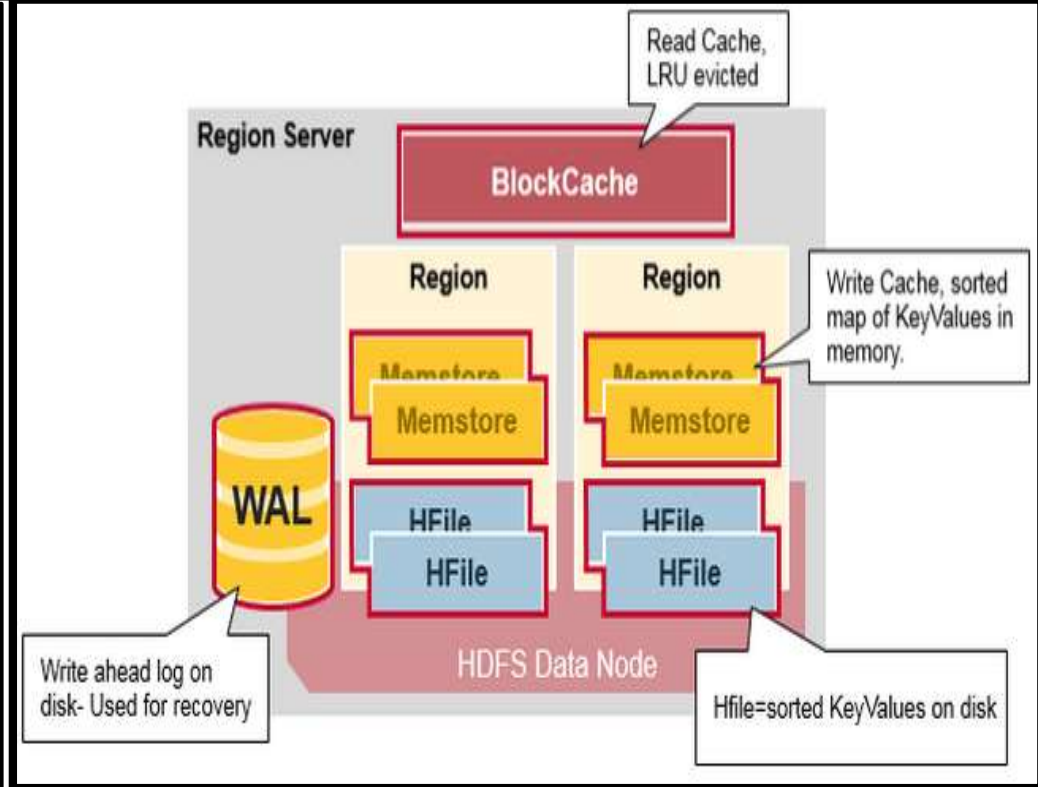 Read Cache,
LRU evicted
Region Server
BlockCache
Region
Region
Write Cache, sorted
map of KeyValues in
memory.
Memstore
Memstore
Memstore
Memstore
WAL
HFile
HFile
HFile
HFile
Write ahead log on
disk- Used for recovery
HDFS Data Node
Hfile=sorted KeyValues on disk